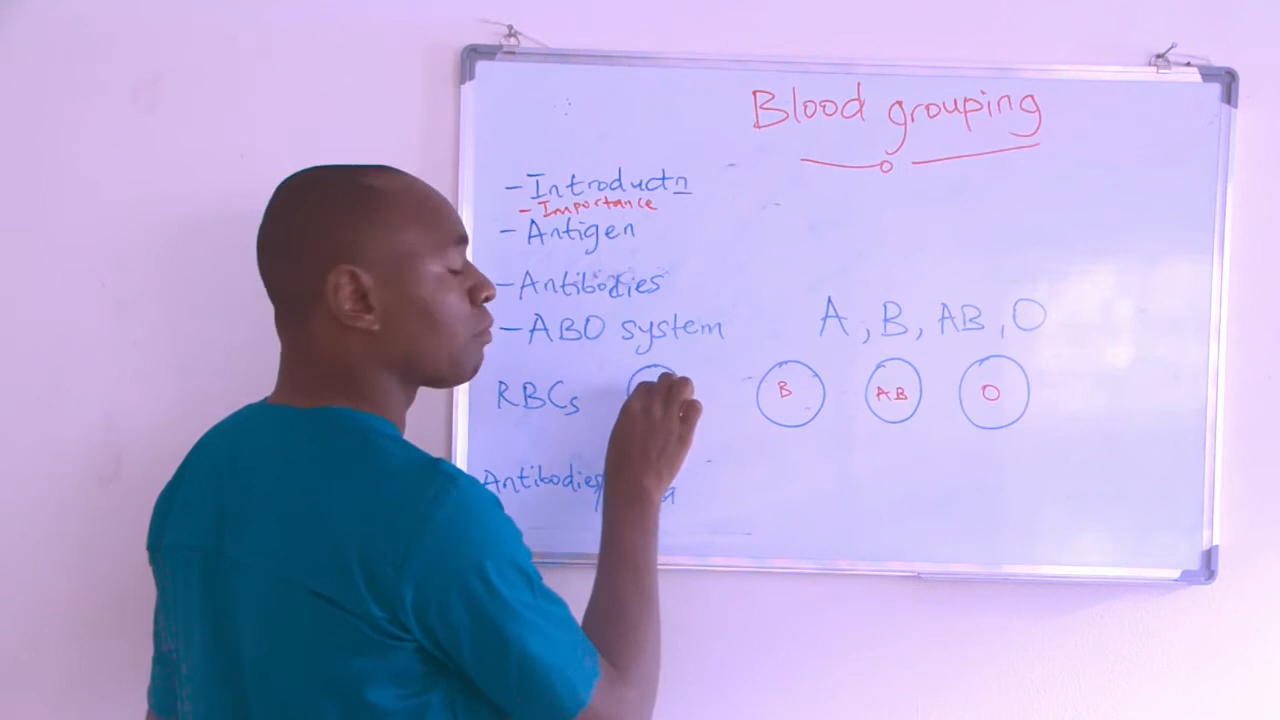 Blood grouping
- Introductn
- Importance
- Antigen
- Antibodies
- ABO system
A, B, AB, O
RBCs B AB O
Antibodies